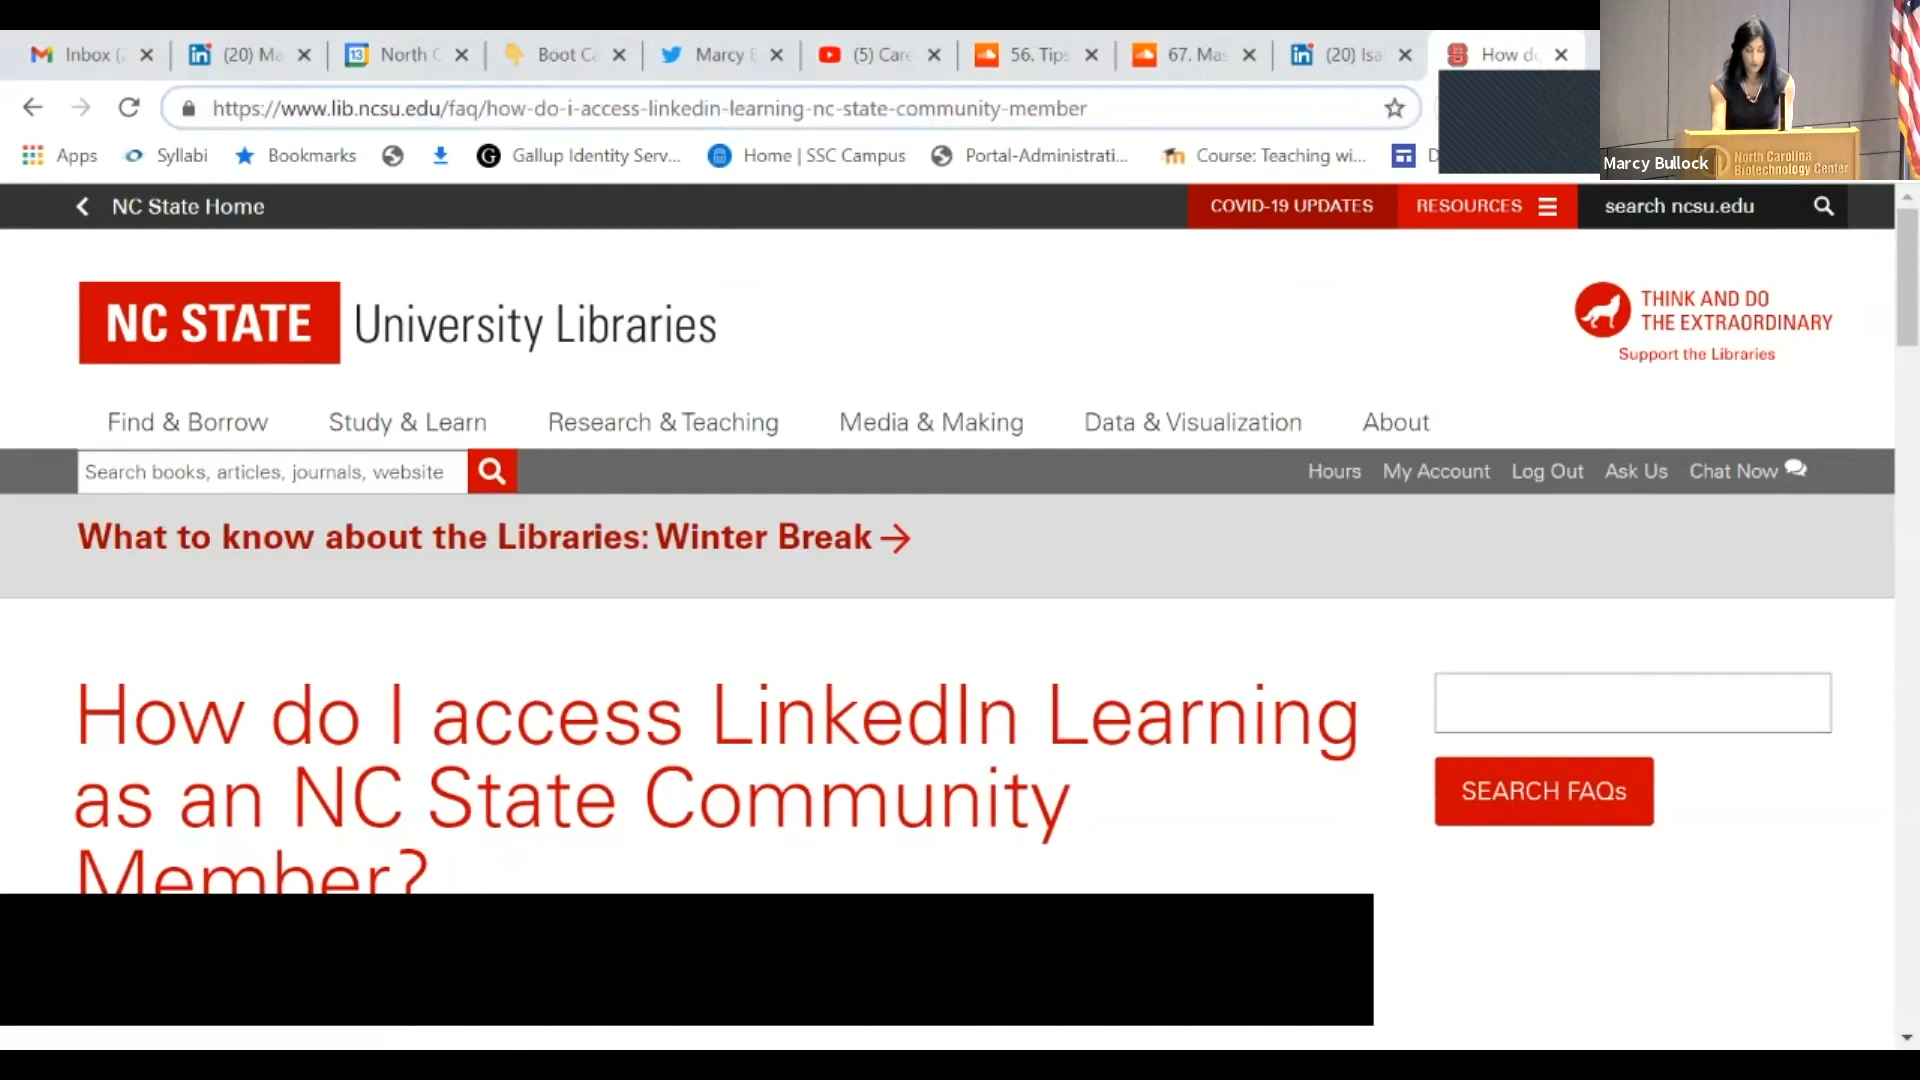 Inbox (
(20) Ma
13
North C
Boot Ca
Marcy E
(5) Care
56. Tips
67. Mas
(20) Isa
How do
https://www.lib.ncsu.edu/faq/how-do-i-access-linkedin-learning-nc-state-community-member
Apps
Syllabi
Bookmarks
Gallup Identity Serv...
Home | SSC Campus
Portal-Administrati...
Course: Teaching wi...
D
Marcy Bullock
North Carolina
Biotechnology Center
NC State Home
COVID-19 UPDATES
RESOURCES
search ncsu.edu
NC STATE University Libraries
THINK AND DO
THE EXTRAORDINARY
Support the Libraries
Find & Borrow
Study & Learn
Research & Teaching
Media & Making
Data & Visualization
About
Search books, articles, journals, website
Hours
My Account
Log Out
Ask Us
Chat Now
What to know about the Libraries: Winter Break
How do I access LinkedIn Learning
as an NC State Community
Member?
SEARCH FAQs